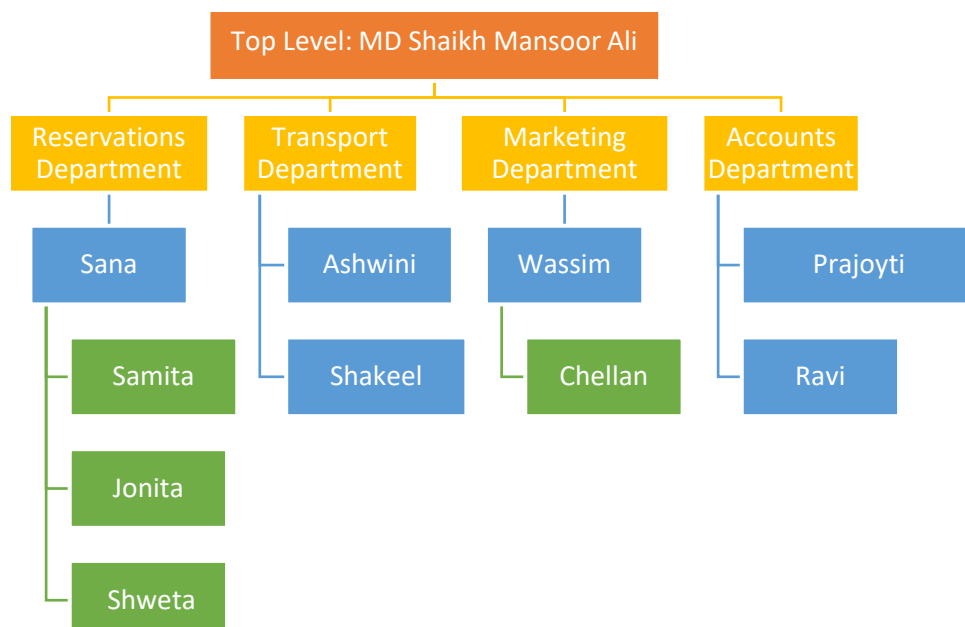 Top Level: MD Shaikh Mansoor Ali
Reservations
Department
Transport
Department
Marketing
Department
Accounts
Department
Sana
Ashwini
Wassim
Prajoyti
Samita
Shakeel
Chellan
Ravi
Jonita
Shweta